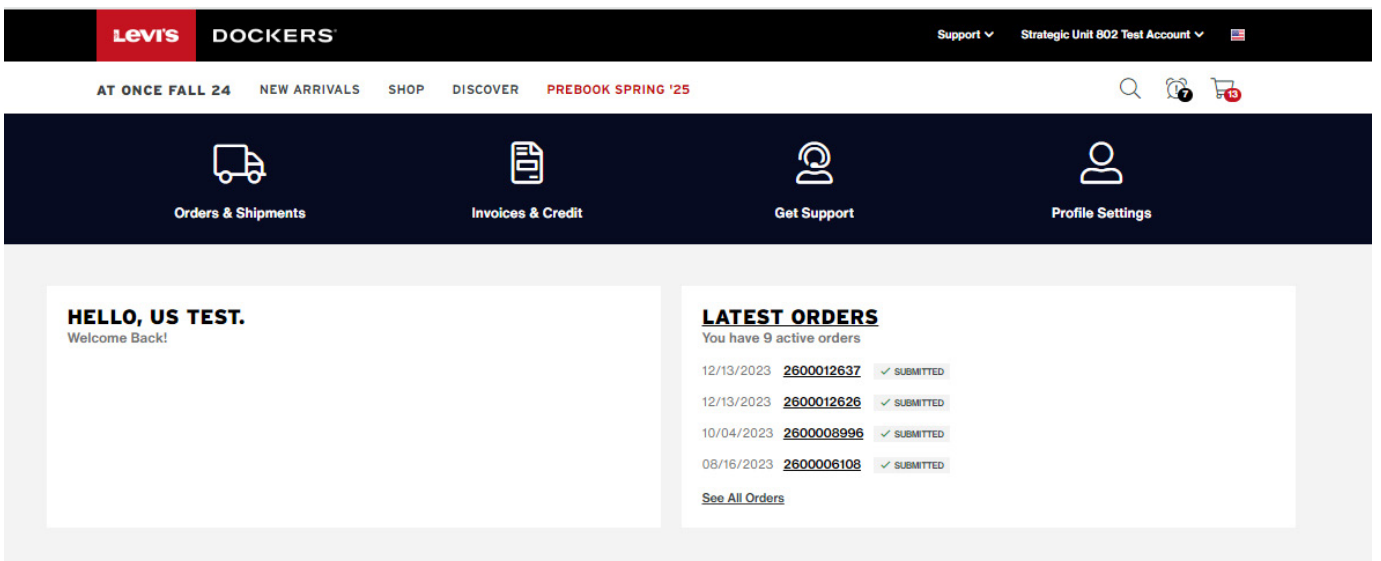 Levi's DOCKERS Support Strategic Unit 802 Test Account
AT ONCE FALL 24 NEW ARRIVALS SHOP DISCOVER PREBOOK SPRING '25 7 13
Orders & Shipments Invoices & Credit Get Support Profile Settings
HELLO, US TEST.
Welcome Back!
LATEST ORDERS
You have 9 active orders
12/13/2023 2600012637 ✓ SUBMITTED
12/13/2023 2600012626 ✓ SUBMITTED
10/04/2023 2600008996 ✓ SUBMITTED
08/16/2023 2600006108 ✓ SUBMITTED
See All Orders